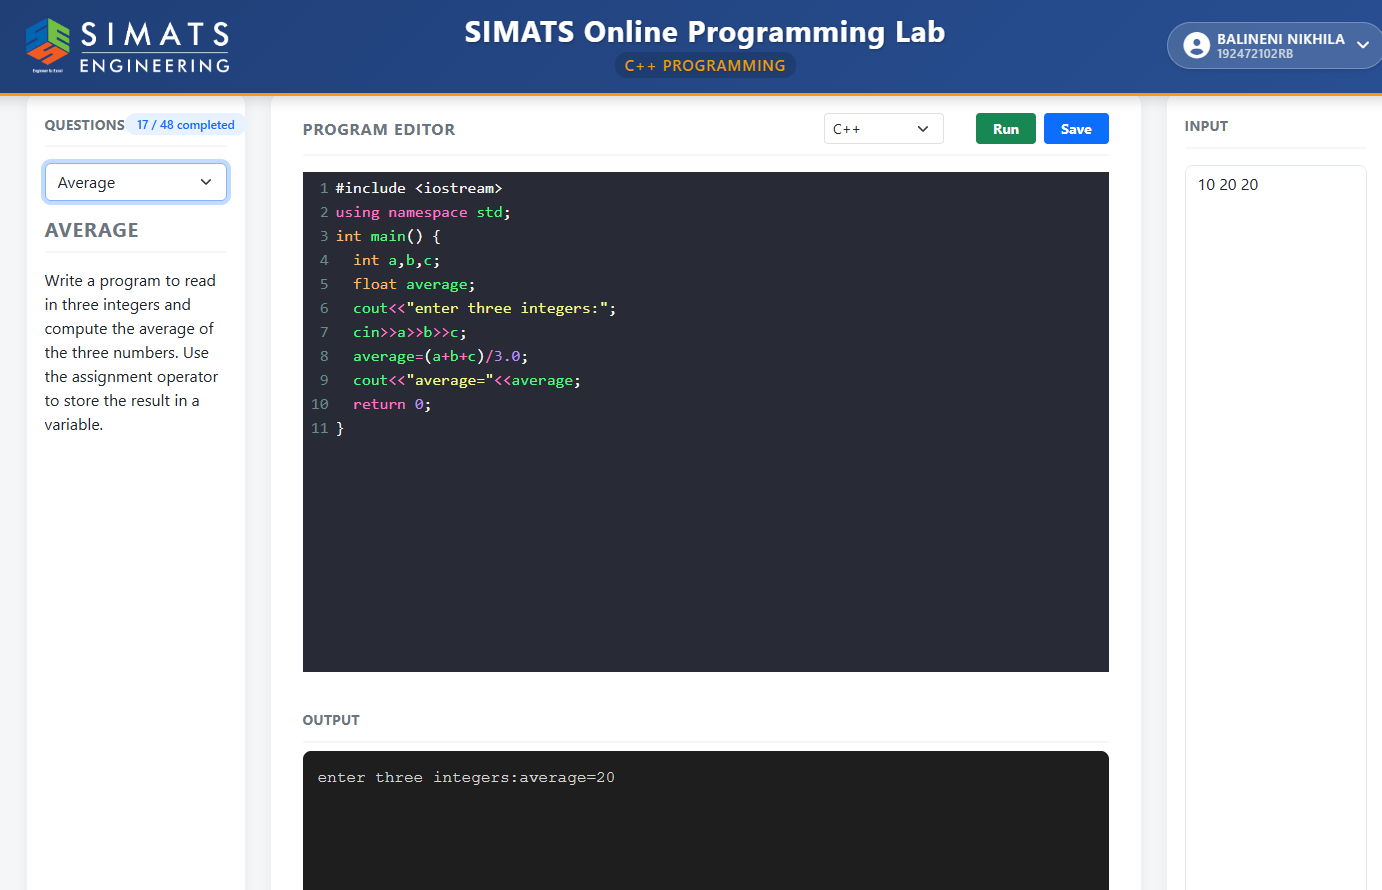 SIMATS
ENGINEERING
Engineer to Excel
SIMATS Online Programming Lab
C++ PROGRAMMING
BALINENI NIKHILA
192472102RB
QUESTIONS 17 / 48 completed
Average
AVERAGE
Write a program to read
in three integers and
compute the average of
the three numbers. Use
the assignment operator
to store the result in a
variable.
PROGRAM EDITOR
C++
Run
Save
1 #include <iostream>
2 using namespace std;
3 int main() {
4   int a,b,c;
5   float average;
6   cout<<"enter three integers:";
7   cin>>a>>b>>c;
8   average=(a+b+c)/3.0;
9   cout<<"average="<<average;
10   return 0;
11 }
OUTPUT
enter three integers:average=20
INPUT
10 20 20